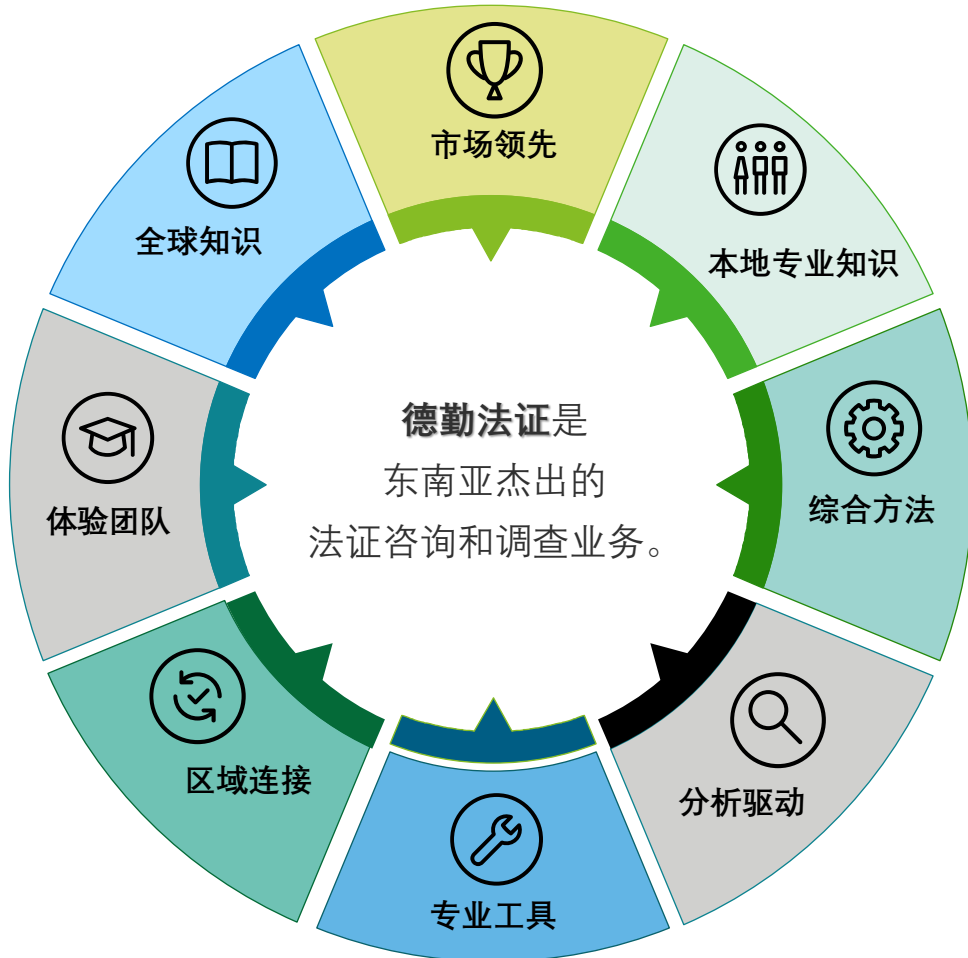 市场领先
本地专业知识
综合方法
分析驱动
专业工具
区域连接
体验团队
全球知识
德勤法证是
东南亚杰出的
法证咨询和调查业务。